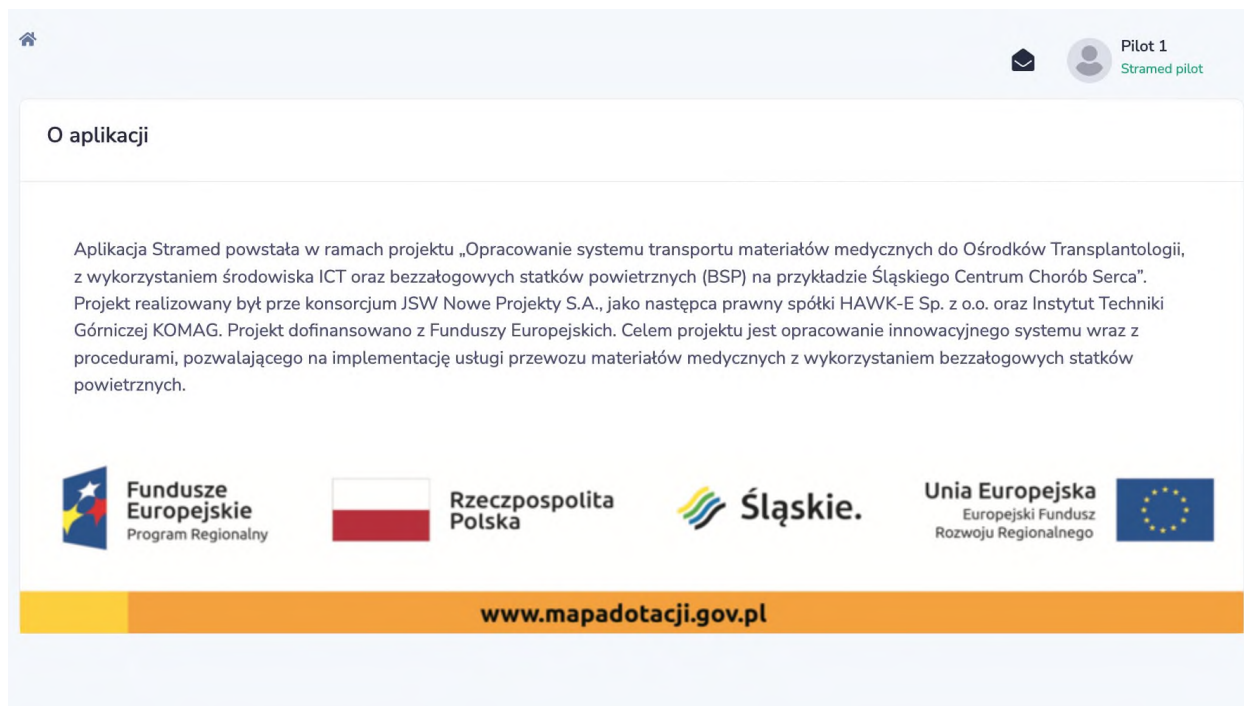 Pilot 1
Stramed pilot
O aplikacji
Aplikacja Stramed powstała w ramach projektu „Opracowanie systemu transportu materiałów medycznych do Ośrodków Transplantologii,
z wykorzystaniem środowiska ICT oraz bezzałogowych statków powietrznych (BSP) na przykładzie Śląskiego Centrum Chorób Serca”.
Projekt realizowany był prze konsorcjum JSW Nowe Projekty S.A., jako następca prawny spółki HAWK-E Sp. z o.o. oraz Instytut Techniki
Górniczej KOMAG. Projekt dofinansowano z Funduszy Europejskich. Celem projektu jest opracowanie innowacyjnego systemu wraz z
procedurami, pozwalającego na implementację usługi przewozu materiałów medycznych z wykorzystaniem bezzałogowych statków
powietrznych.
Fundusze
Europejskie
Program Regionalny
Rzeczpospolita
Polska
Śląskie.
Unia Europejska
Europejski Fundusz
Rozwoju Regionalnego
www.mapadotacji.gov.pl